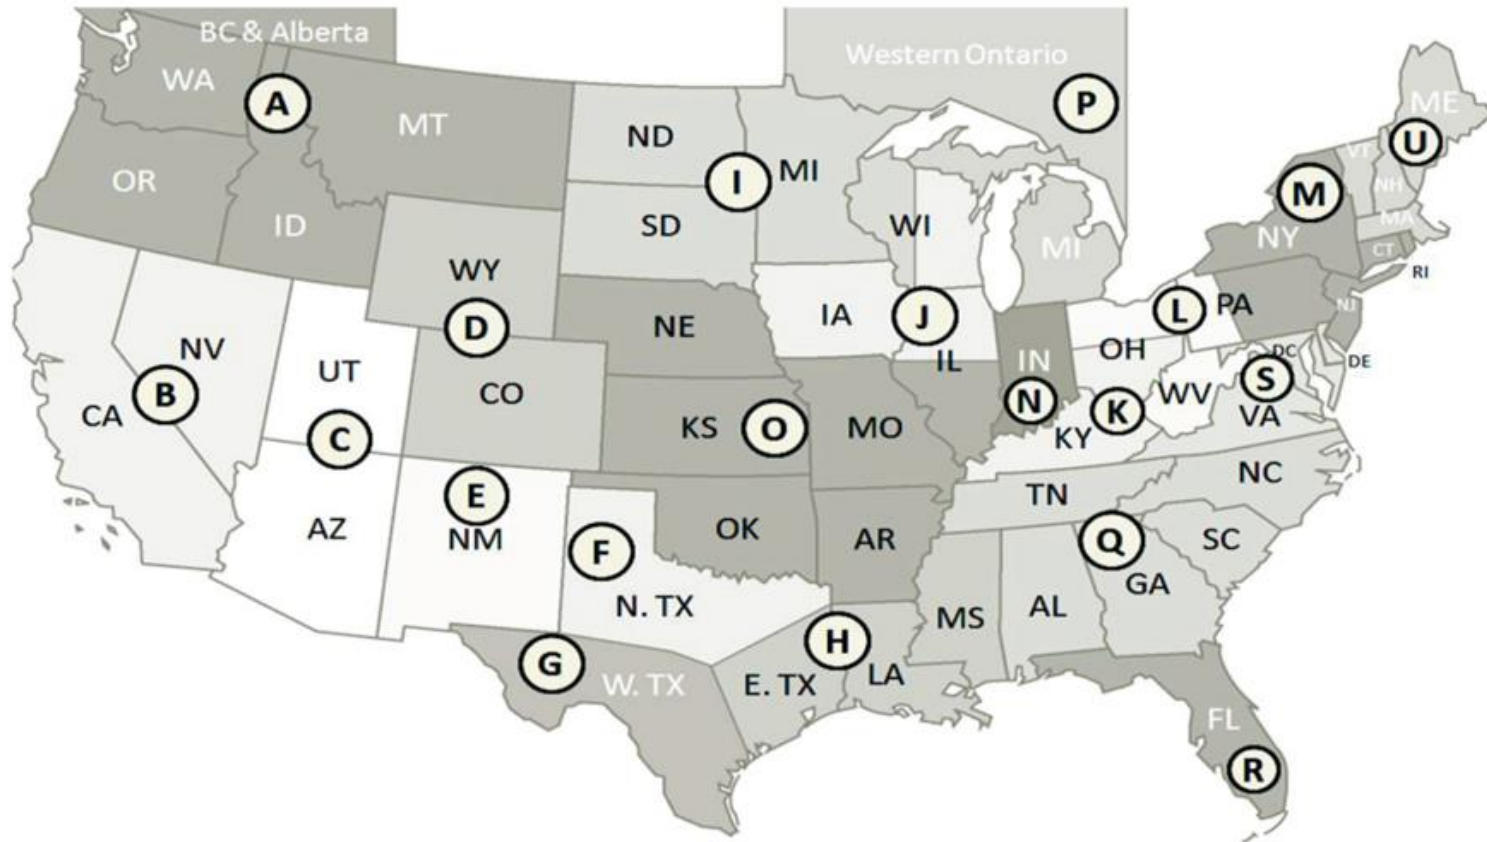 BC & Alberta
Western Ontario
WA
A
MT
ND
MI
P
ME
U
VT
OR
ID
I
SD
WI
MI
M
NH
NY
MA
CT
RI
WY
D
NE
IA
J
IL
IN
L
PA
NJ
OH
DC
DE
NV
UT
B
CA
CO
C
KS
O
MO
N
K
KY
WV
S
VA
E
NM
AZ
F
OK
AR
TN
NC
Q
SC
GA
N. TX
MS
AL
H
G
W. TX
E. TX
LA
FL
R